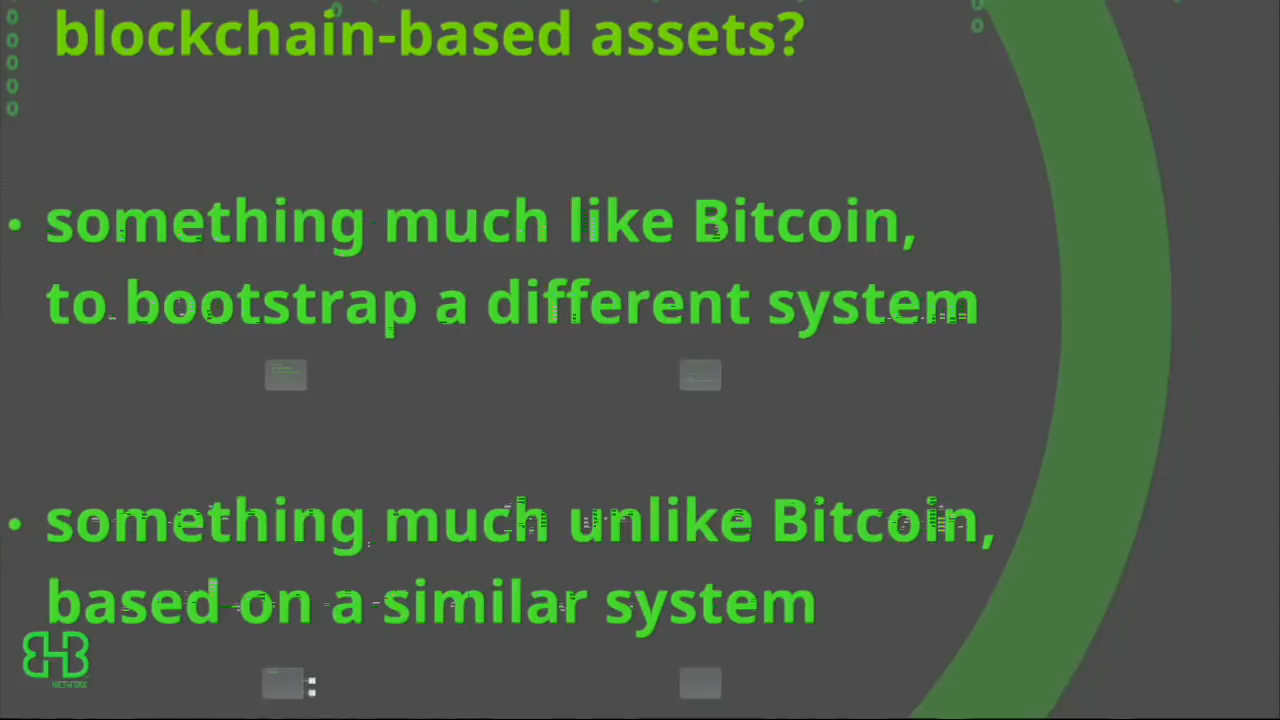 blockchain-based assets?
• something much like Bitcoin,
to bootstrap a different system
• something much unlike Bitcoin,
based on a similar system
NETWORK